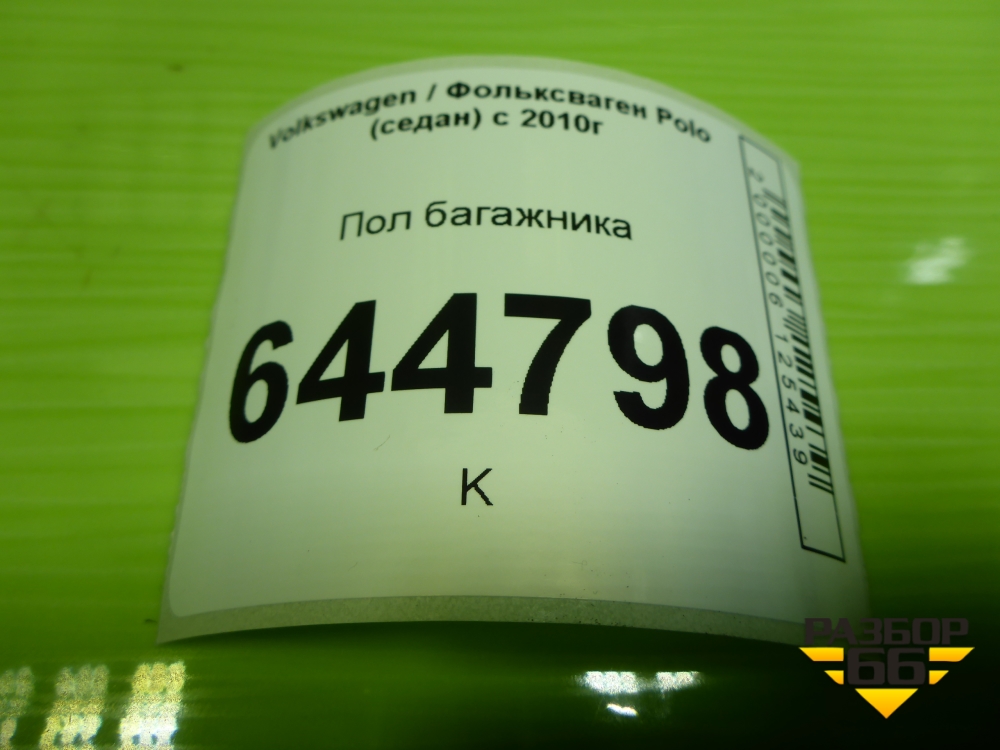 Volkswagen / Фольксваген Polo
(седан) с 2010г
Пол багажника
644798
К
2000006125439
РАЗБОР
66